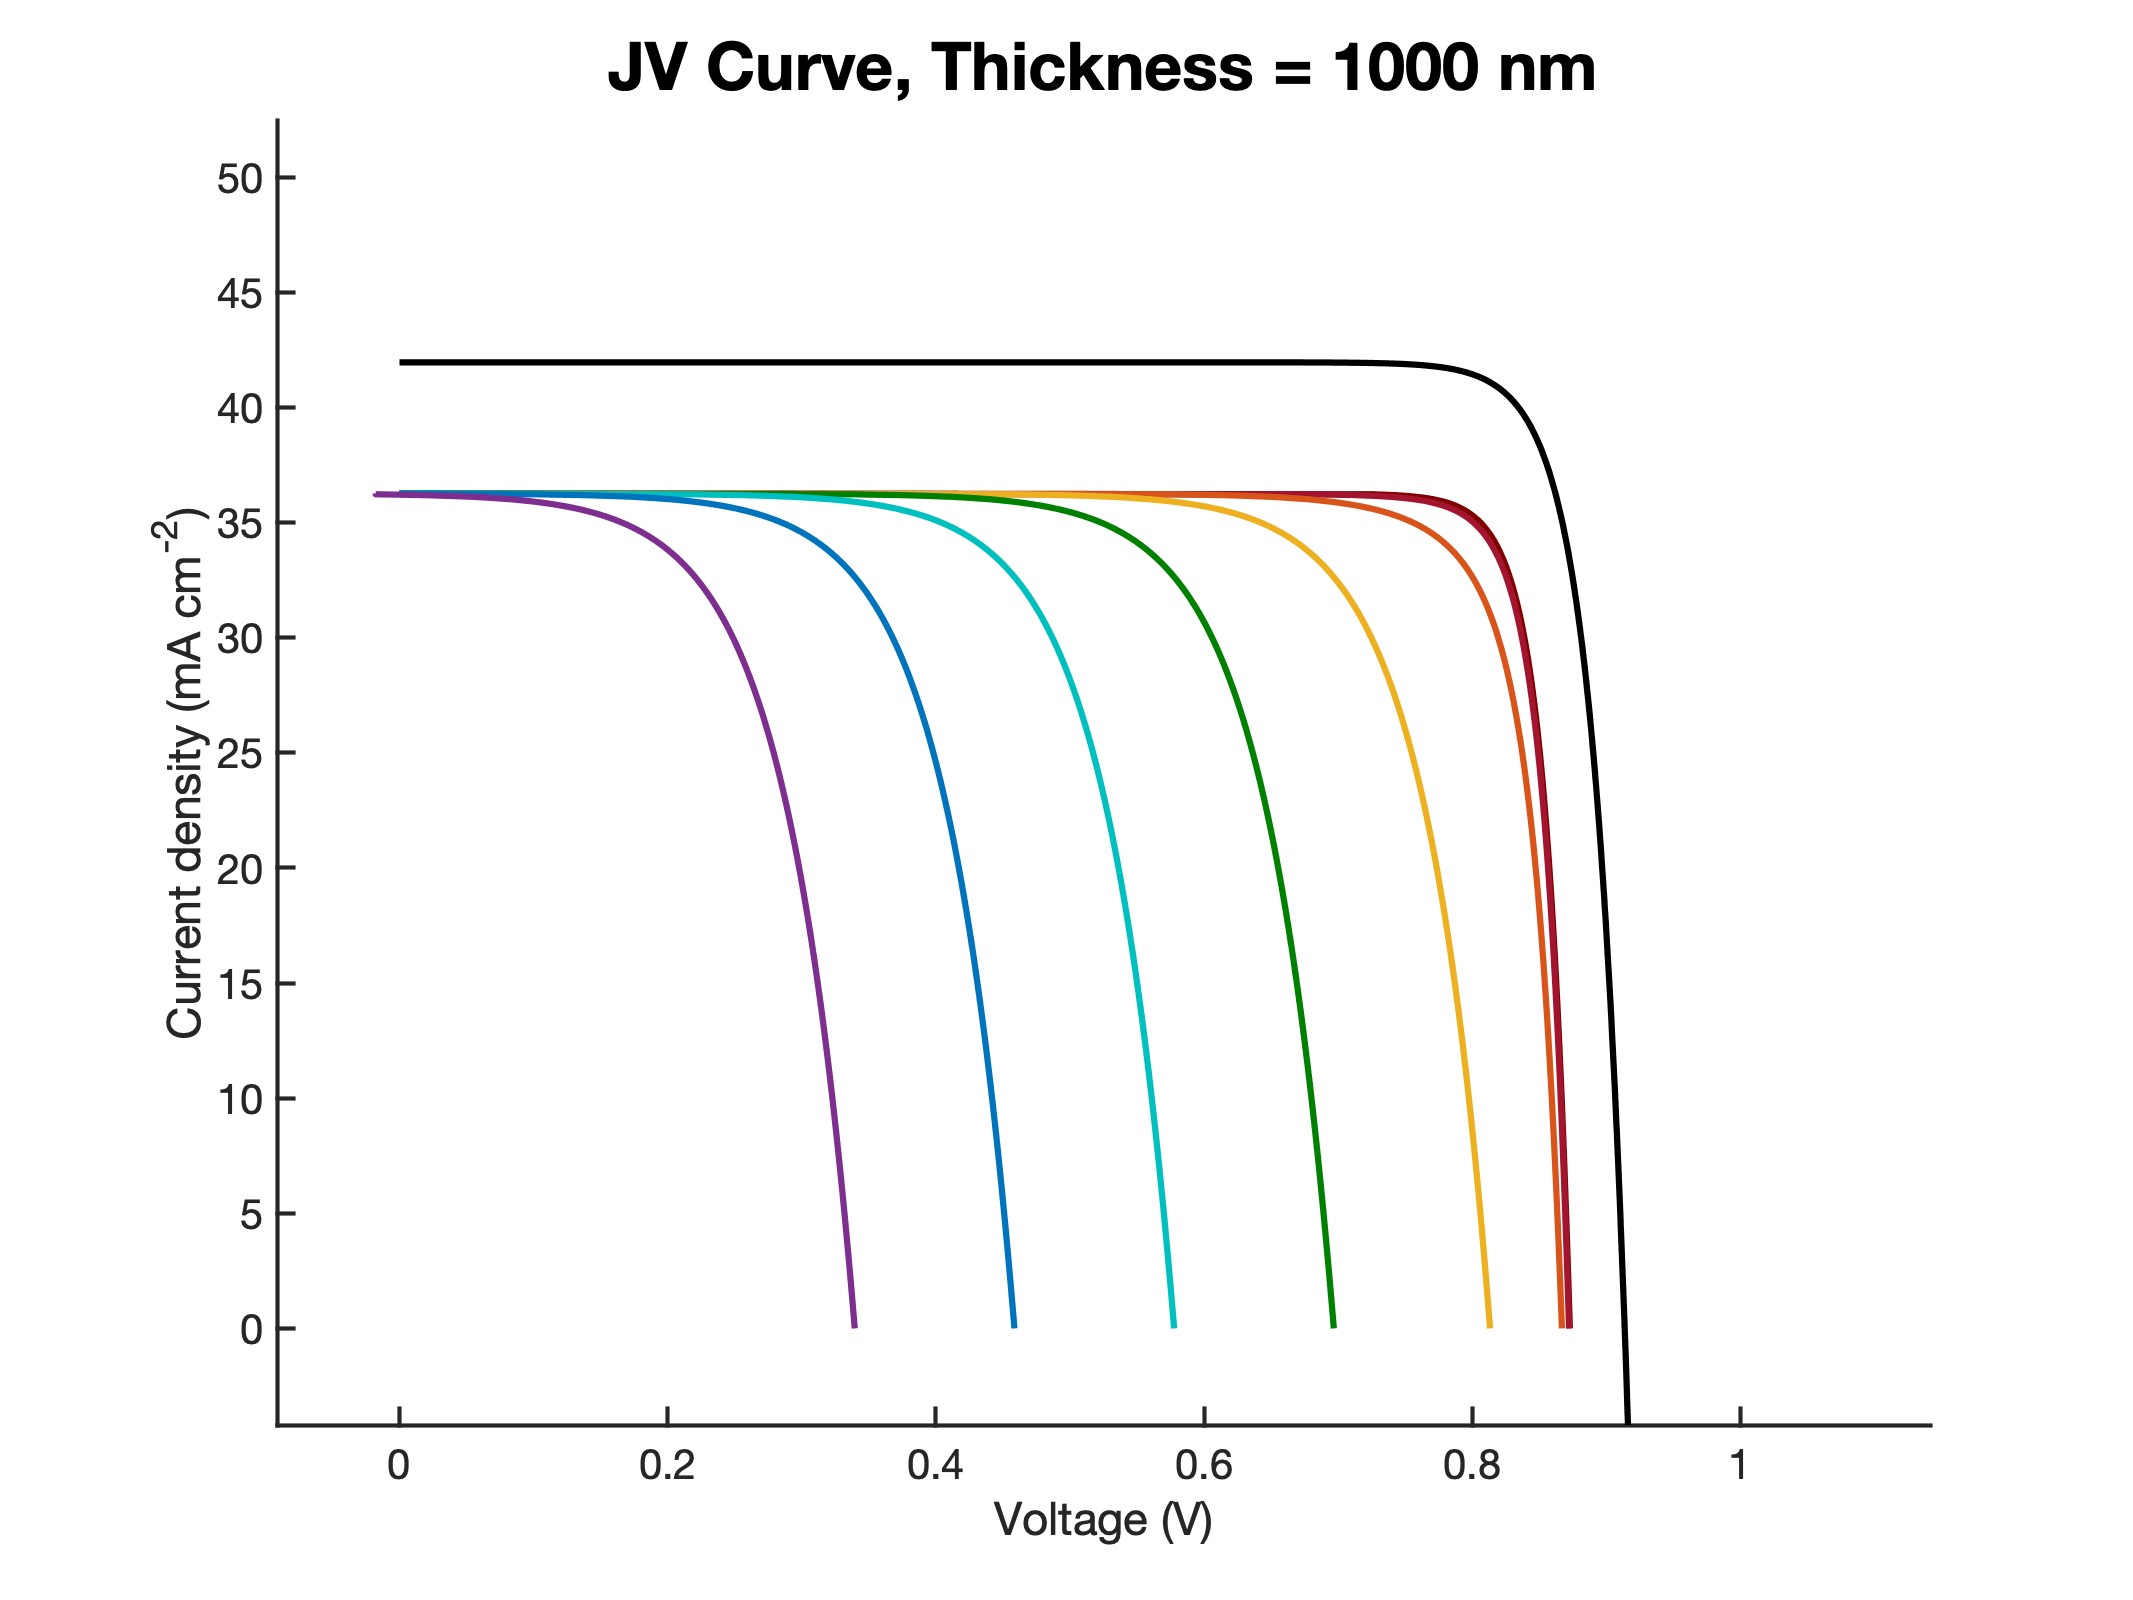 JV Curve, Thickness = 1000 nm
50
45
40
35
30
25
20
15
10
5
0
Current density (mA cm⁻²)
0 0.2 0.4 0.6 0.8 1
Voltage (V)